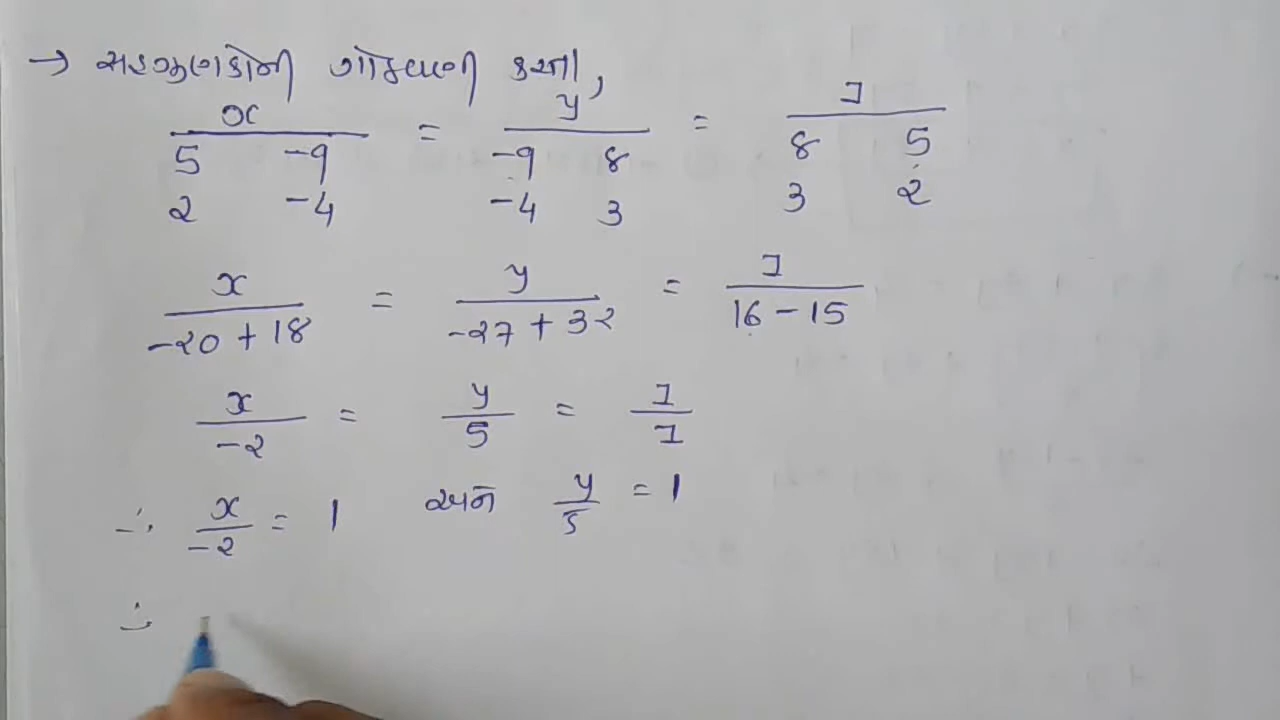 → સહગુણકોની ગોઠવણી કરતા,
x / 5 -9 2 -4 = y / -9 8 -4 3 = 1 / 8 5 3 2
x / -20 + 18 = y / -27 + 32 = 1 / 16 - 15
x / -2 = y / 5 = 1 / 1
∴ x / -2 = 1 અને y / 5 = 1
∴